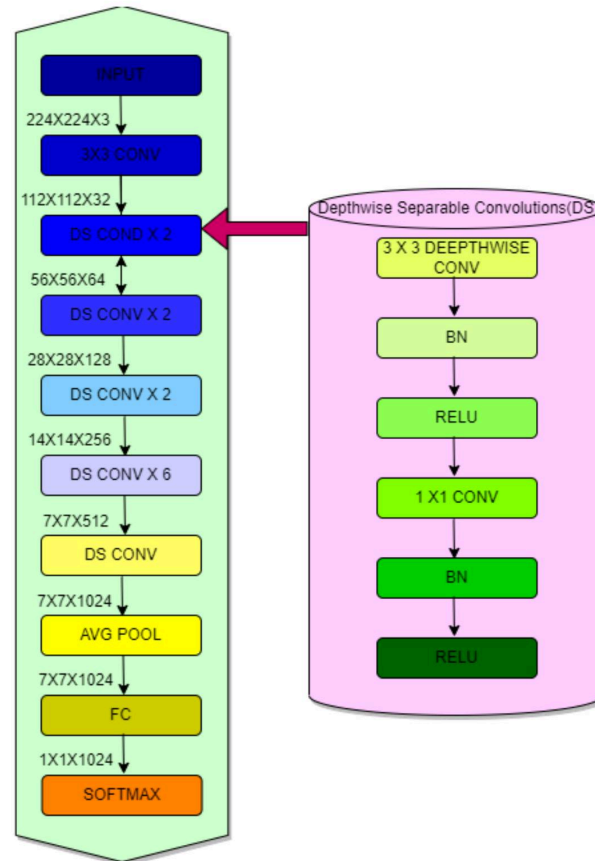 INPUT
224X224X3
3X3 CONV
112X112X32
DS COND X 2
56X56X64
DS CONV X 2
28X28X128
DS CONV X 2
14X14X256
DS CONV X 6
7X7X512
DS CONV
7X7X1024
AVG POOL
7X7X1024
FC
1X1X1024
SOFTMAX
Depthwise Separable Convolutions(DS)
3 X 3 DEEPTHWISE
CONV
BN
RELU
1 X1 CONV
BN
RELU